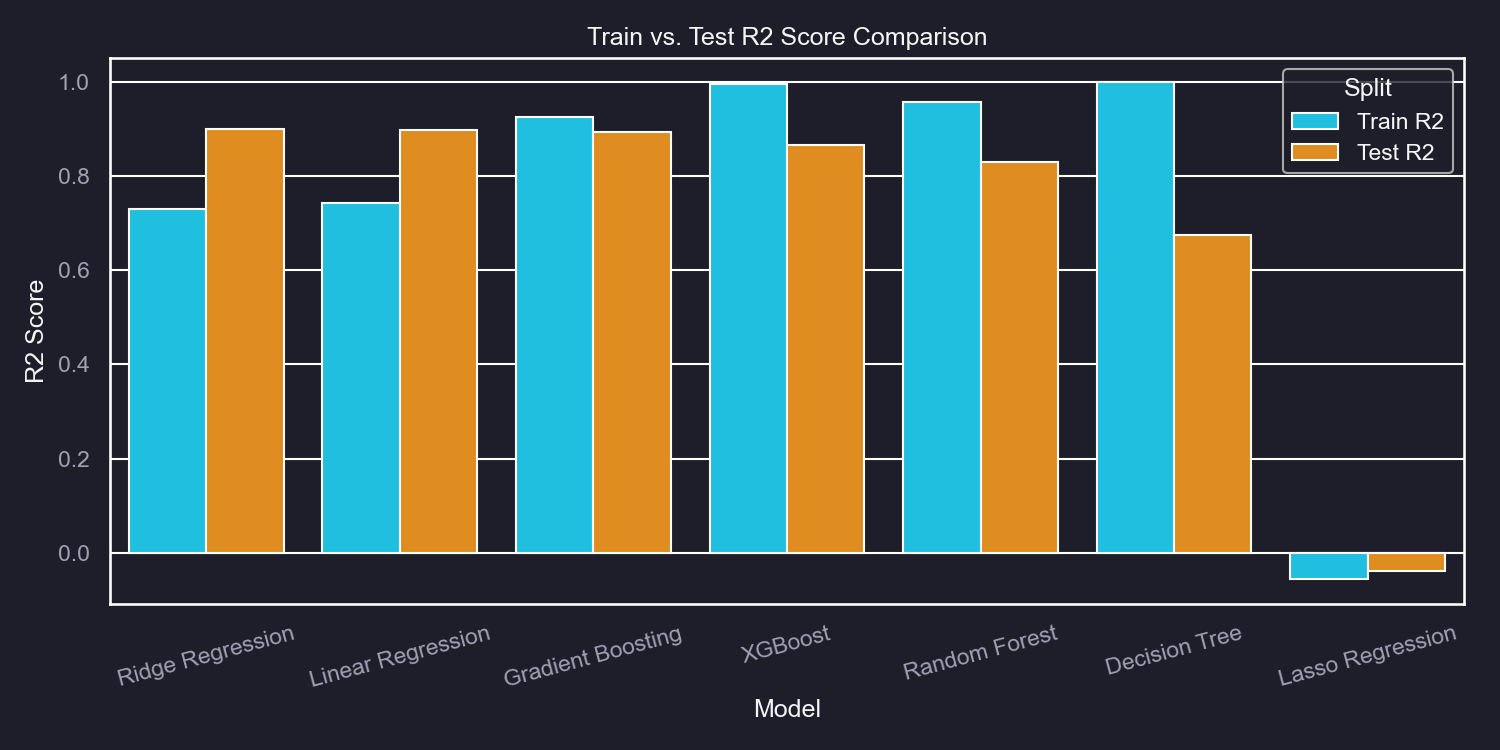 Train vs. Test R2 Score Comparison
1.0
0.8
0.6
0.4
0.2
0.0
R2 Score
Split
Train R2
Test R2
Ridge Regression
Linear Regression
Gradient Boosting
XGBoost
Random Forest
Decision Tree
Lasso Regression
Model